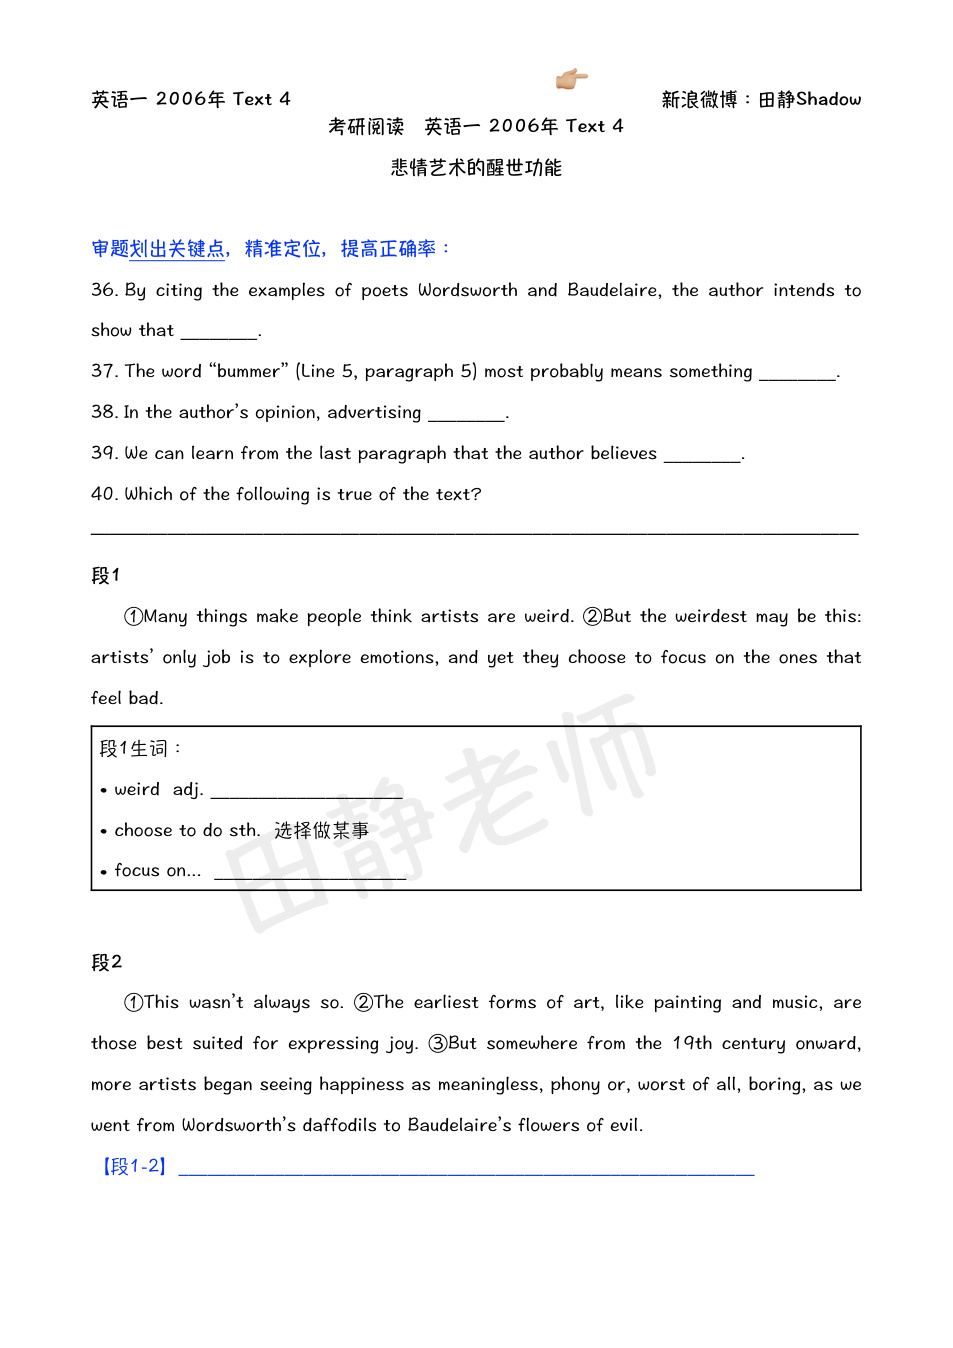 英语一 2006年 Text 4 新浪微博：田静Shadow
考研阅读 英语一 2006年 Text 4
悲情艺术的醒世功能
审题划出关键点，精准定位，提高正确率：
36. By citing the examples of poets Wordsworth and Baudelaire, the author intends to
show that ________.
37. The word “bummer” (Line 5, paragraph 5) most probably means something ________.
38. In the author’s opinion, advertising ________.
39. We can learn from the last paragraph that the author believes ________.
40. Which of the following is true of the text?
段1
①Many things make people think artists are weird. ②But the weirdest may be this:
artists’ only job is to explore emotions, and yet they choose to focus on the ones that
feel bad.
段1生词：
• weird adj. ____________________
• choose to do sth. 选择做某事
• focus on... ____________________
田静老师
段2
①This wasn’t always so. ②The earliest forms of art, like painting and music, are
those best suited for expressing joy. ③But somewhere from the 19th century onward,
more artists began seeing happiness as meaningless, phony or, worst of all, boring, as we
went from Wordsworth’s daffodils to Baudelaire’s flowers of evil.
【段1-2】____________________________________________________________